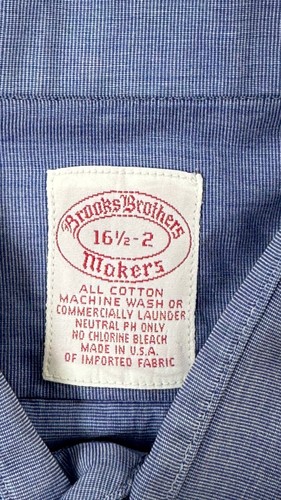 Brooks Brothers
16½-2
Makers
ALL COTTON
MACHINE WASH OR
COMMERCIALLY LAUNDER
NEUTRAL PH ONLY
NO CHLORINE BLEACH
MADE IN U.S.A.
OF IMPORTED FABRIC